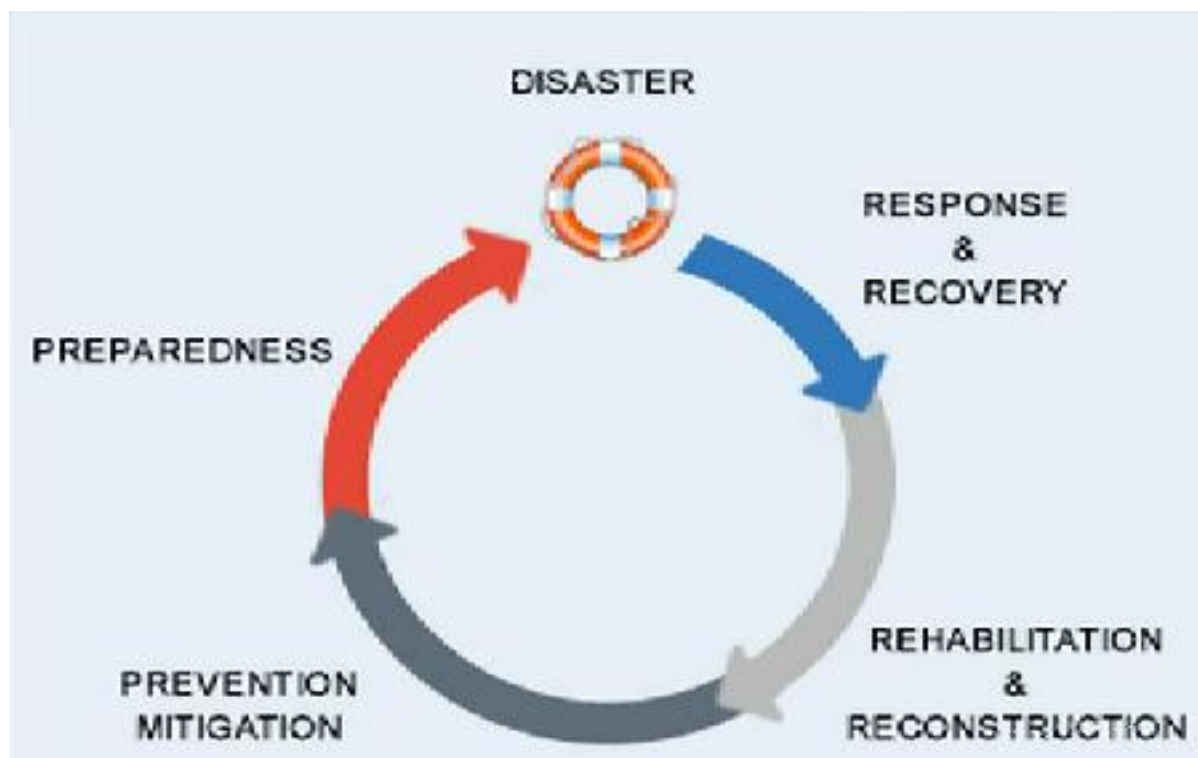 DISASTER
RESPONSE
&
RECOVERY
REHABILITATION
&
RECONSTRUCTION
PREVENTION
MITIGATION
PREPAREDNESS